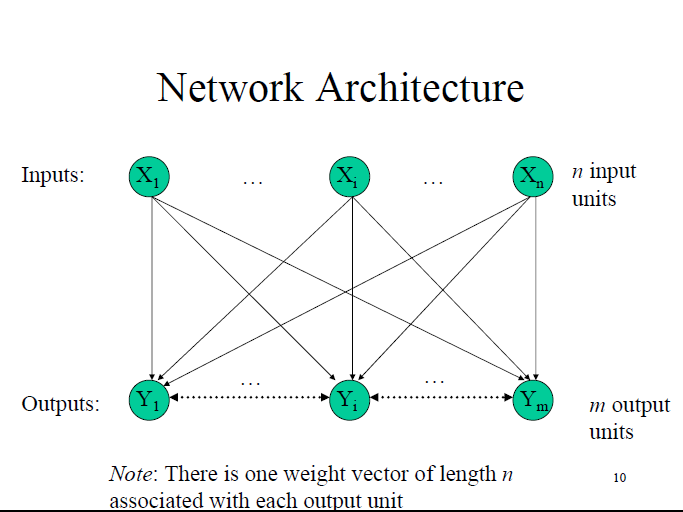 Network Architecture
Inputs: X1 ... Xi ... Xn n input
units
... ...
Outputs: Y1 Yi Ym m output
units
Note: There is one weight vector of length n
associated with each output unit
10